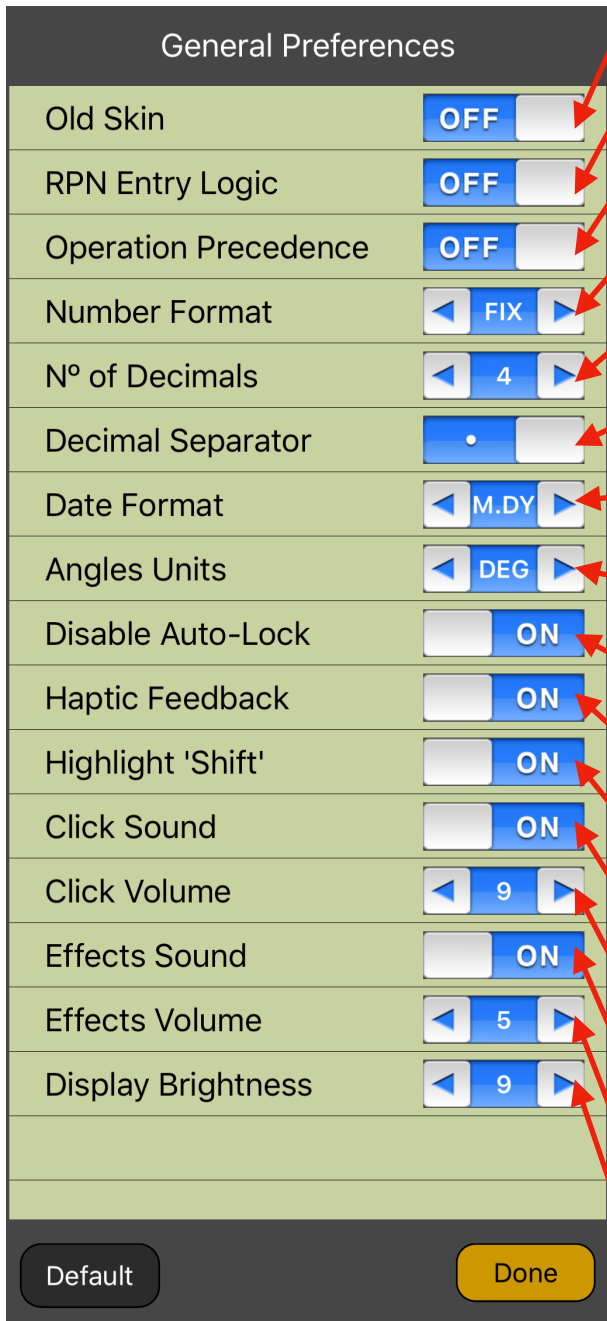 General Preferences
Old Skin OFF
RPN Entry Logic OFF
Operation Precedence OFF
Number Format FIX
Nº of Decimals 4
Decimal Separator •
Date Format M.DY
Angles Units DEG
Disable Auto-Lock ON
Haptic Feedback ON
Highlight 'Shift' ON
Click Sound ON
Click Volume 9
Effects Sound ON
Effects Volume 5
Display Brightness 9
Default Done